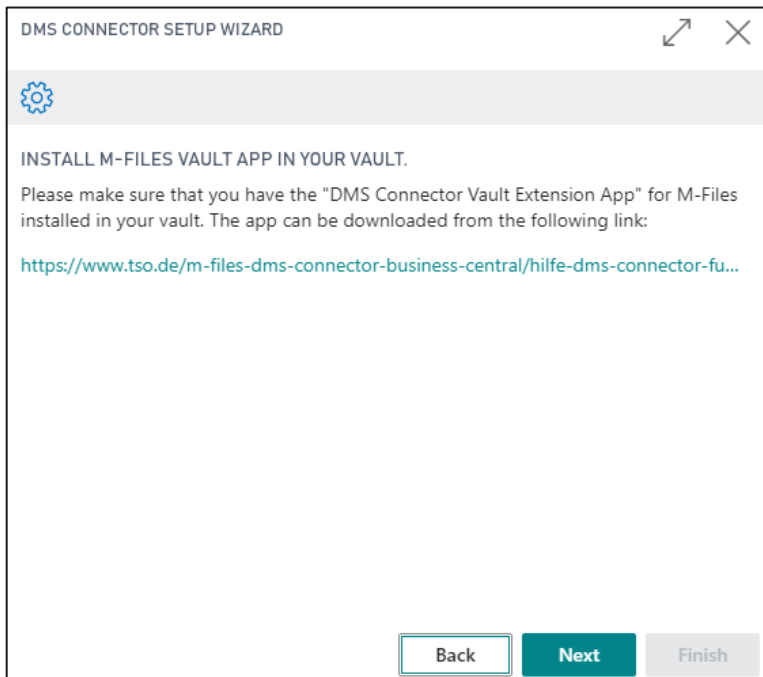 DMS CONNECTOR SETUP WIZARD
INSTALL M-FILES VAULT APP IN YOUR VAULT.
Please make sure that you have the "DMS Connector Vault Extension App" for M-Files
installed in your vault. The app can be downloaded from the following link:
https://www.tso.de/m-files-dms-connector-business-central/hilfe-dms-connector-fu...
Back Next Finish